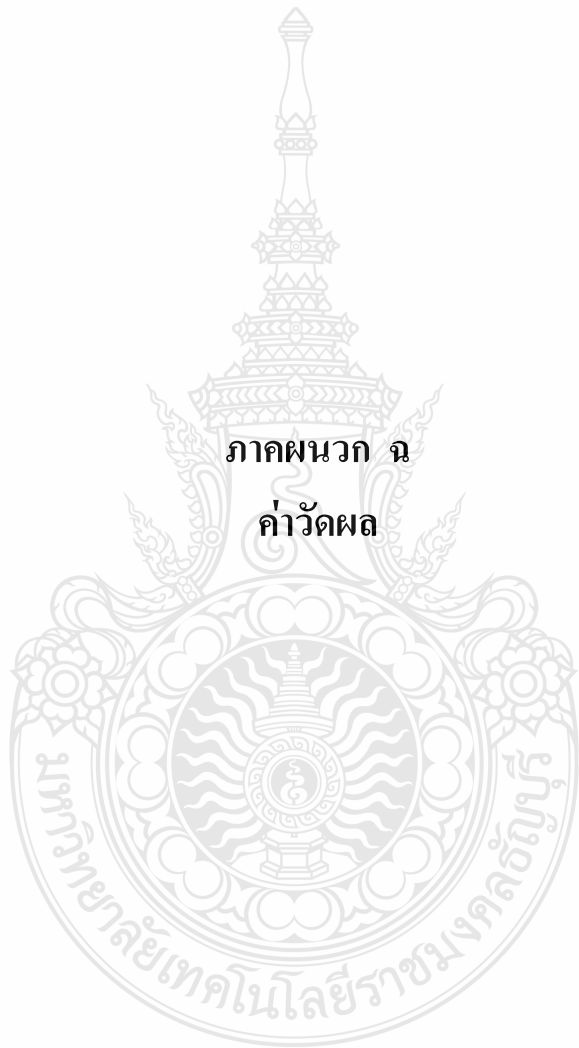 ภาคผนวก ฉ
ค่าวัดผล
มหาวิทยาลัยเทคโนโลยีราชมงคลธัญบุรี